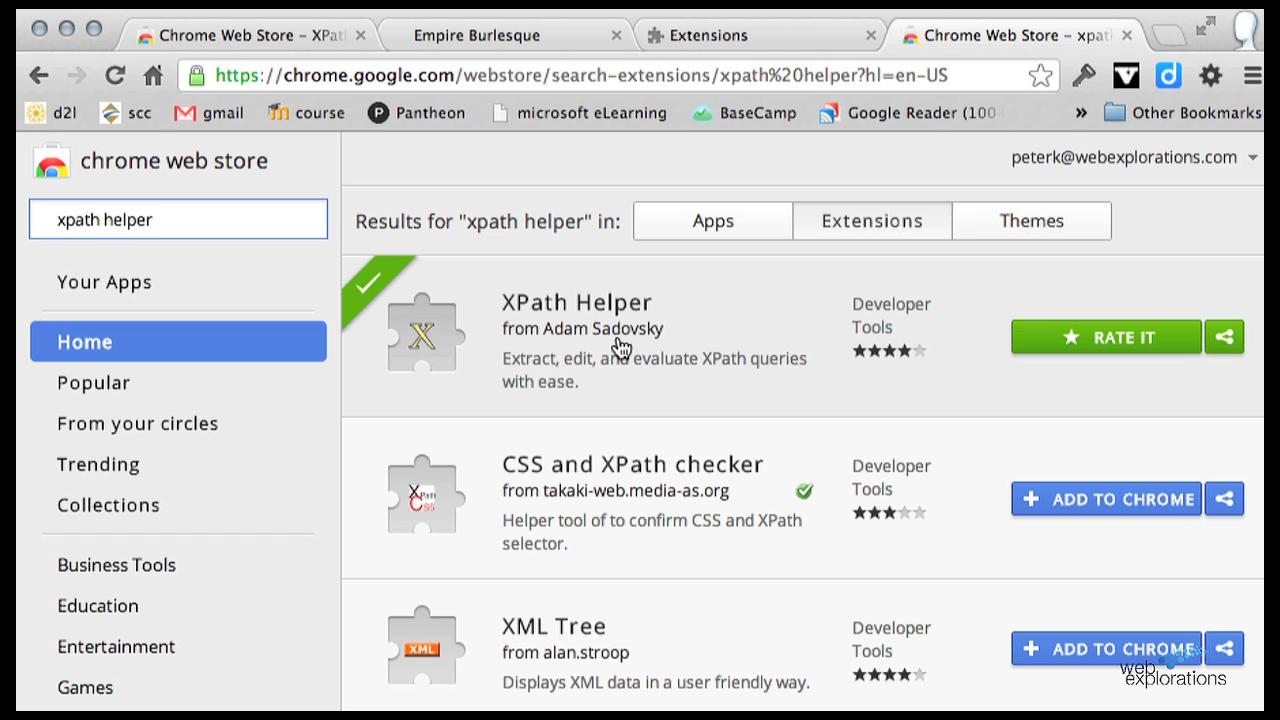 Chrome Web Store – XPat
Empire Burlesque
Extensions
Chrome Web Store – xpat
https://chrome.google.com/webstore/search-extensions/xpath%20helper?hl=en-US
d2l
scc
gmail
course
Pantheon
microsoft eLearning
BaseCamp
Google Reader (100
Other Bookmarks
chrome web store
peterk@webexplorations.com
xpath helper
Results for "xpath helper" in:
Apps
Extensions
Themes
Your Apps
Home
Popular
From your circles
Trending
Collections
Business Tools
Education
Entertainment
Games
X
XPath Helper
from Adam Sadovsky
Extract, edit, and evaluate XPath queries
with ease.
Developer
Tools
RATE IT
XPath
CSS
CSS and XPath checker
from takaki-web.media-as.org
Helper tool of to confirm CSS and XPath
selector.
Developer
Tools
ADD TO CHROME
XML
XML Tree
from alan.stroop
Displays XML data in a user friendly way.
Developer
Tools
ADD TO CHROME
web
explorations